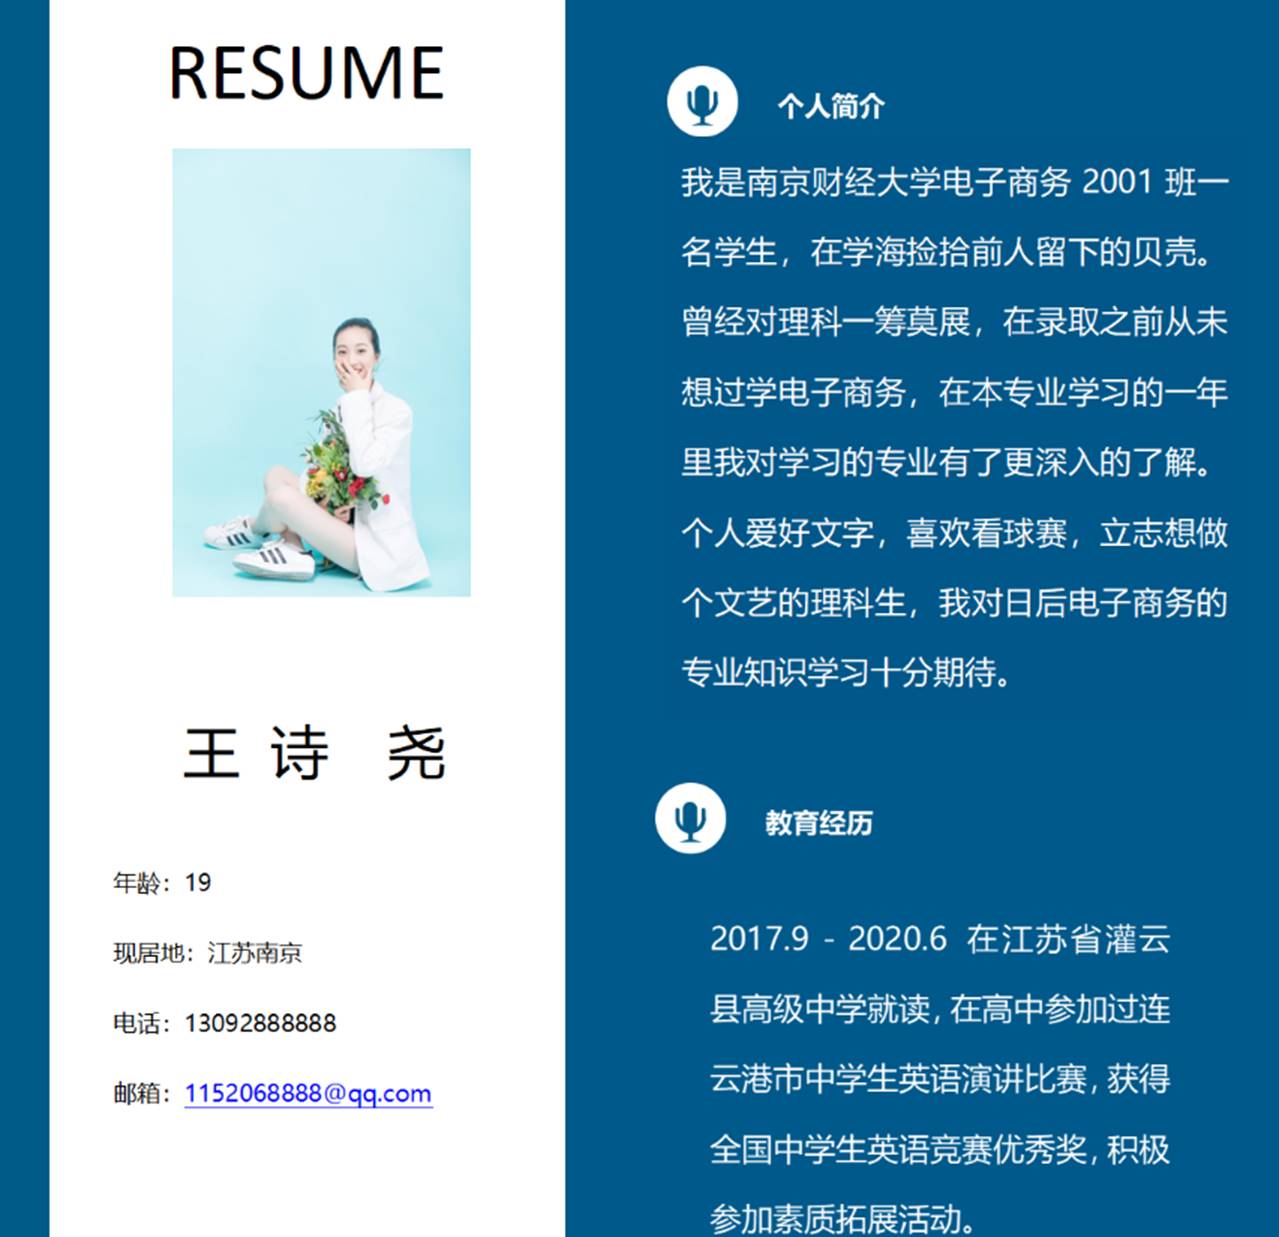 RESUME
王 诗 尧
年龄：19
现居地：江苏南京
电话：13092888888
邮箱：1152068888@qq.com
个人简介
我是南京财经大学电子商务 2001 班一
名学生，在学海捡拾前人留下的贝壳。
曾经对理科一筹莫展，在录取之前从未
想过学电子商务，在本专业学习的一年
里我对学习的专业有了更深入的了解。
个人爱好文字，喜欢看球赛，立志想做
个文艺的理科生，我对日后电子商务的
专业知识学习十分期待。
教育经历
2017.9 - 2020.6 在江苏省灌云
县高级中学就读，在高中参加过连
云港市中学生英语演讲比赛，获得
全国中学生英语竞赛优秀奖，积极
参加素质拓展活动。